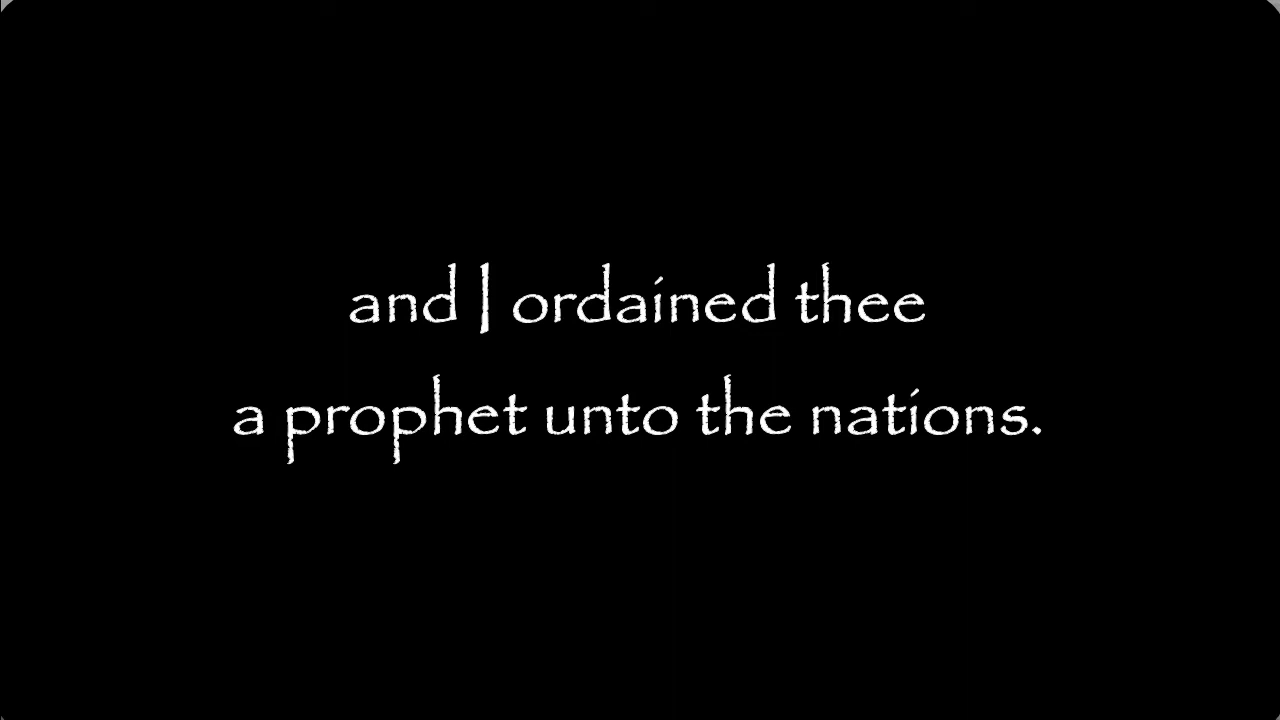 and I ordained thee
a prophet unto the nations.